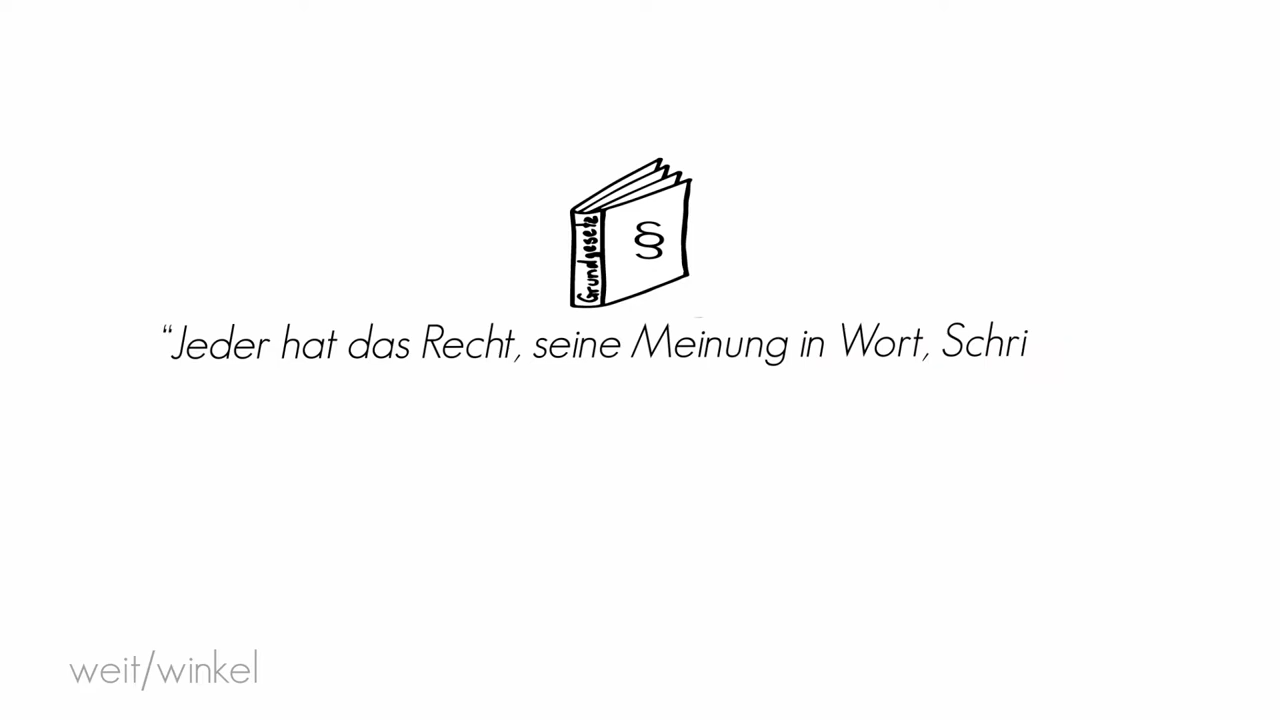 Grundgesetz
§
“Jeder hat das Recht, seine Meinung in Wort, Schri
weit/winkel